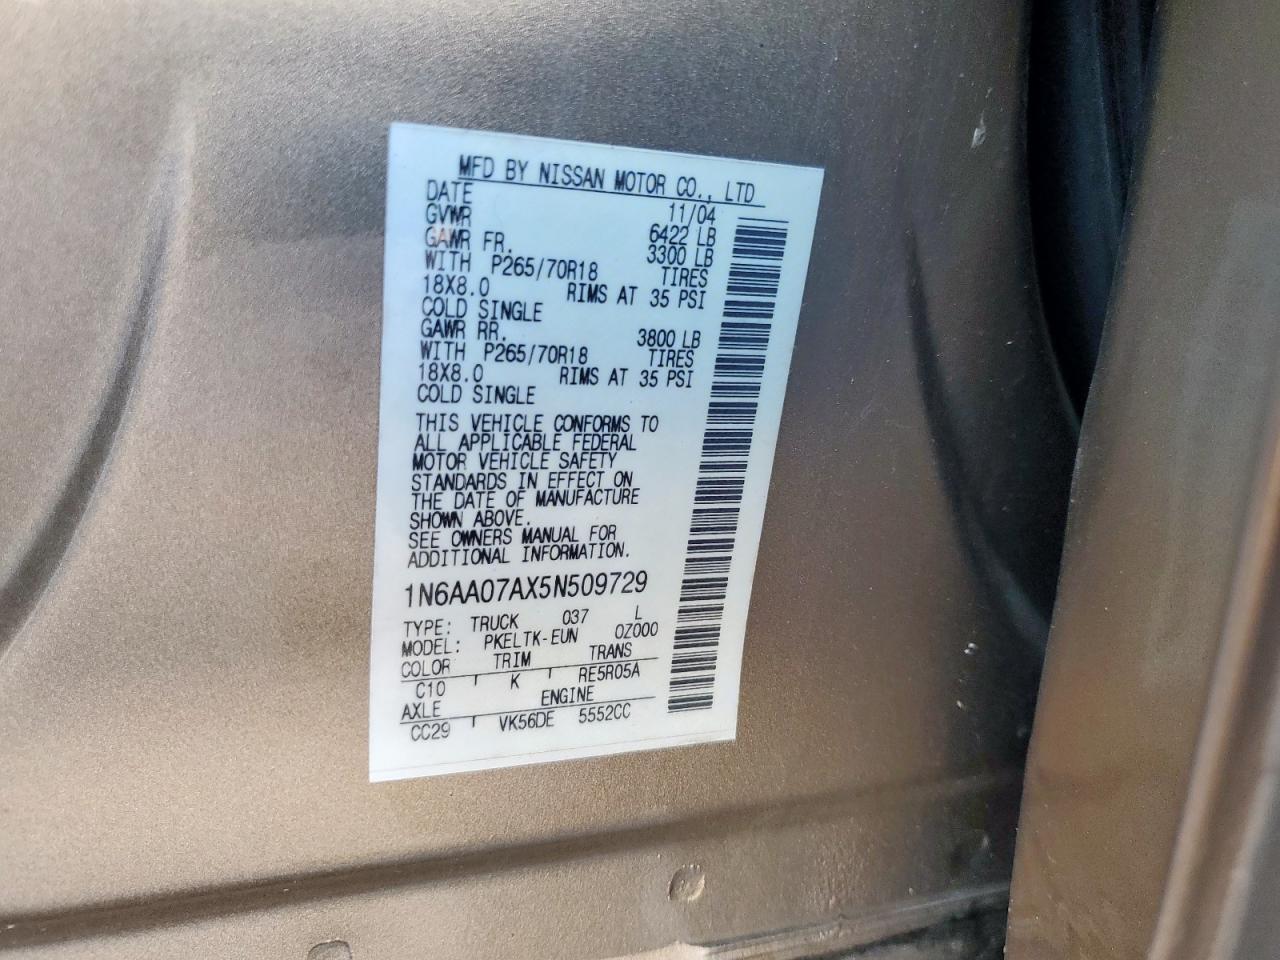 MFD BY NISSAN MOTOR CO., LTD
DATE 11/04
GVWR 6422 LB
GAWR FR. 3300 LB
WITH P265/70R18 TIRES
18X8.0 RIMS AT 35 PSI
COLD SINGLE
GAWR RR. 3800 LB
WITH P265/70R18 TIRES
18X8.0 RIMS AT 35 PSI
COLD SINGLE
THIS VEHICLE CONFORMS TO
ALL APPLICABLE FEDERAL
MOTOR VEHICLE SAFETY
STANDARDS IN EFFECT ON
THE DATE OF MANUFACTURE
SHOWN ABOVE.
SEE OWNERS MANUAL FOR
ADDITIONAL INFORMATION.
1N6AA07AX5N509729
TYPE: TRUCK 037 L
MODEL: PKELTK-EUN 0Z000
COLOR TRIM TRANS
C10 K RE5R05A
AXLE ENGINE
CC29 VK56DE 5552CC